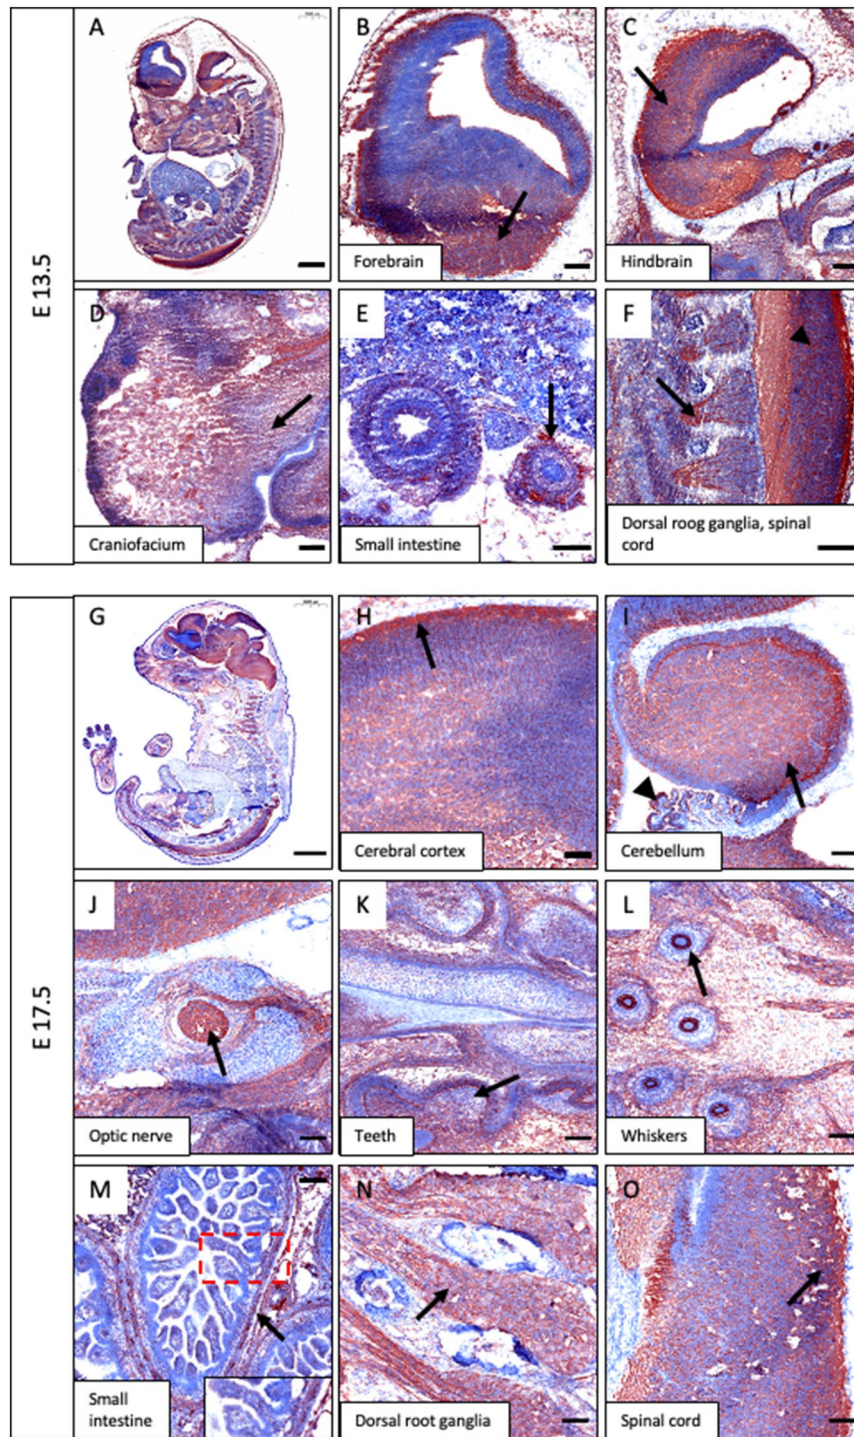 E 13.5
A
B
Forebrain
C
Hindbrain
D
Craniofacium
E
Small intestine
F
Dorsal roog ganglia, spinal
cord
E 17.5
G
H
Cerebral cortex
I
Cerebellum
J
Optic nerve
K
Teeth
L
Whiskers
M
Small
intestine
N
Dorsal root ganglia
O
Spinal cord